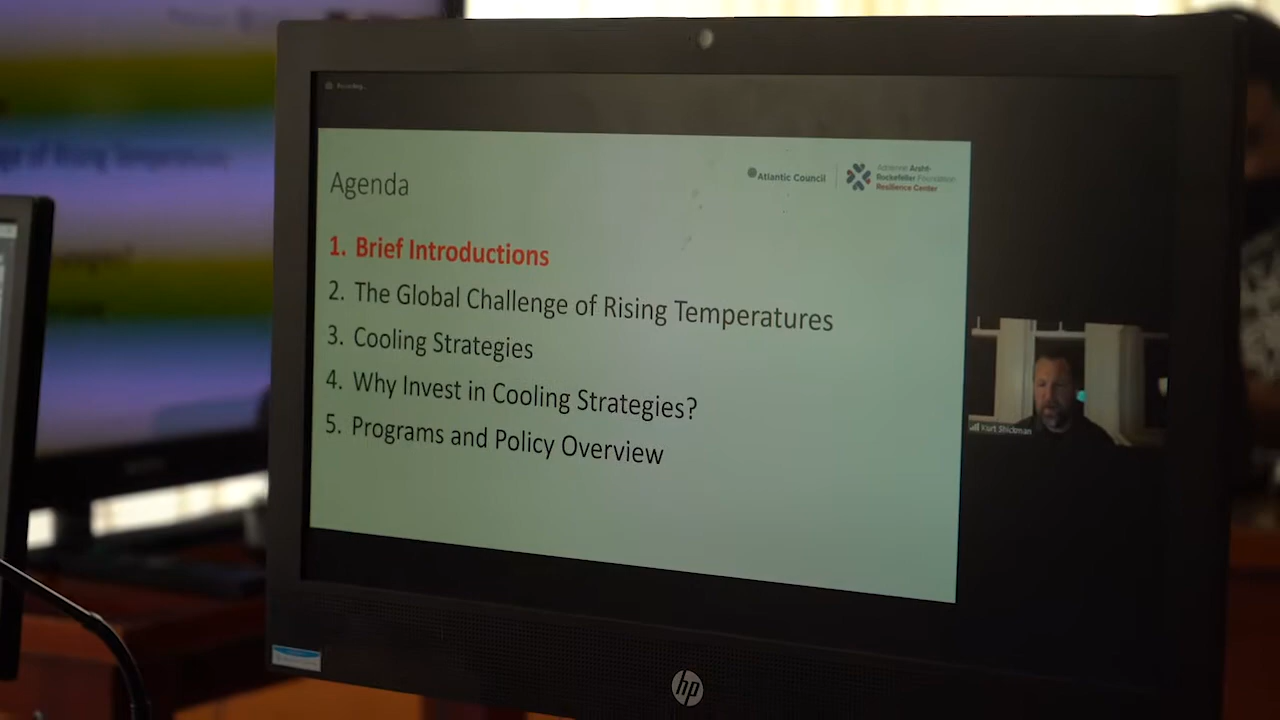 Recording...
Agenda
Atlantic Council
Adrienne Arsht-
Rockefeller Foundation
Resilience Center
1. Brief Introductions
2. The Global Challenge of Rising Temperatures
3. Cooling Strategies
4. Why Invest in Cooling Strategies?
5. Programs and Policy Overview
Kurt Shickman
hp